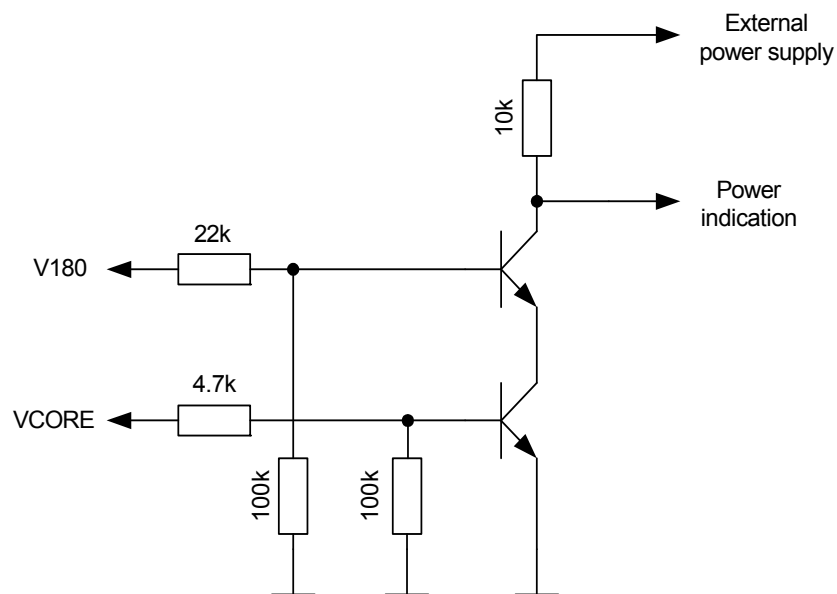 External
power supply
10k
Power
indication
22k
V180
4.7k
VCORE
100k
100k